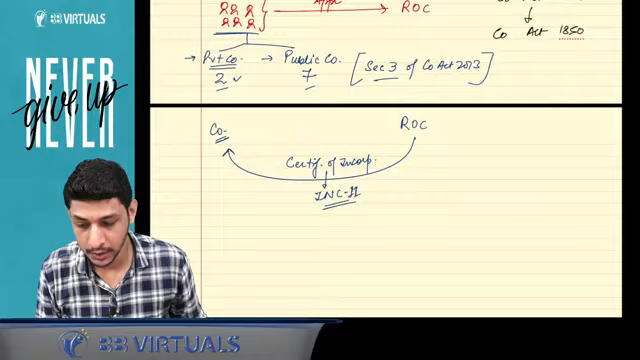 BB VIRTUALS
NEVER
give up
NEVER
Appl
ROC
Co Act 1850
→ Pvt Co. → Public Co. [Sec 3 of Co Act 2013]
2 7
Co. ROC
Certif. of Incorp.
INC-11
BB VIRTUALS